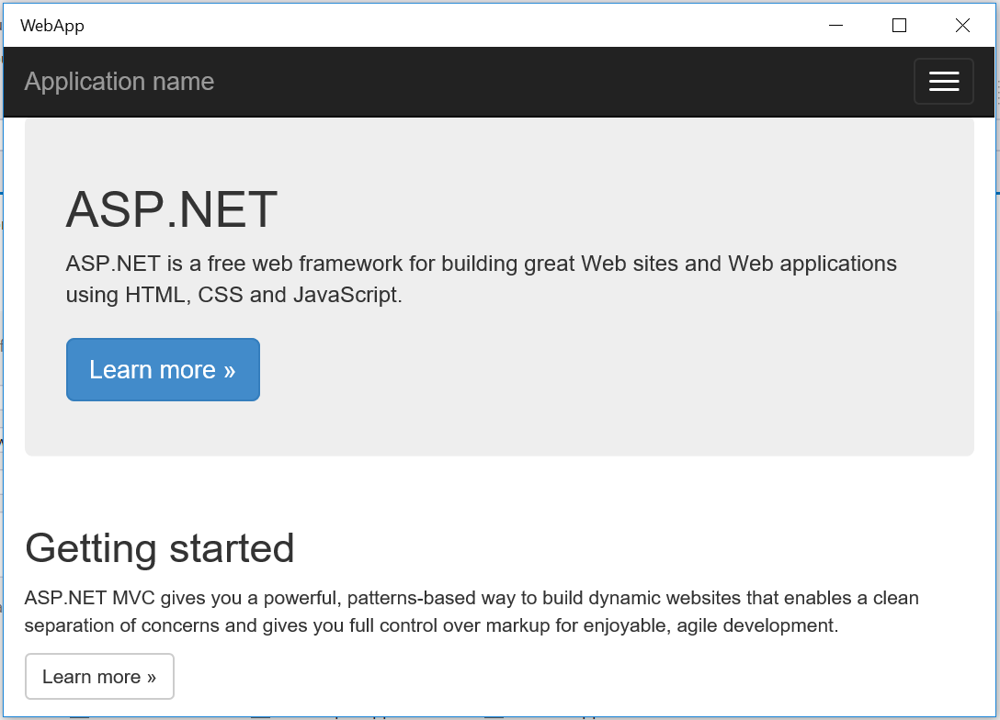 WebApp
Application name
ASP.NET
ASP.NET is a free web framework for building great Web sites and Web applications
using HTML, CSS and JavaScript.
Learn more »
Getting started
ASP.NET MVC gives you a powerful, patterns-based way to build dynamic websites that enables a clean
separation of concerns and gives you full control over markup for enjoyable, agile development.
Learn more »